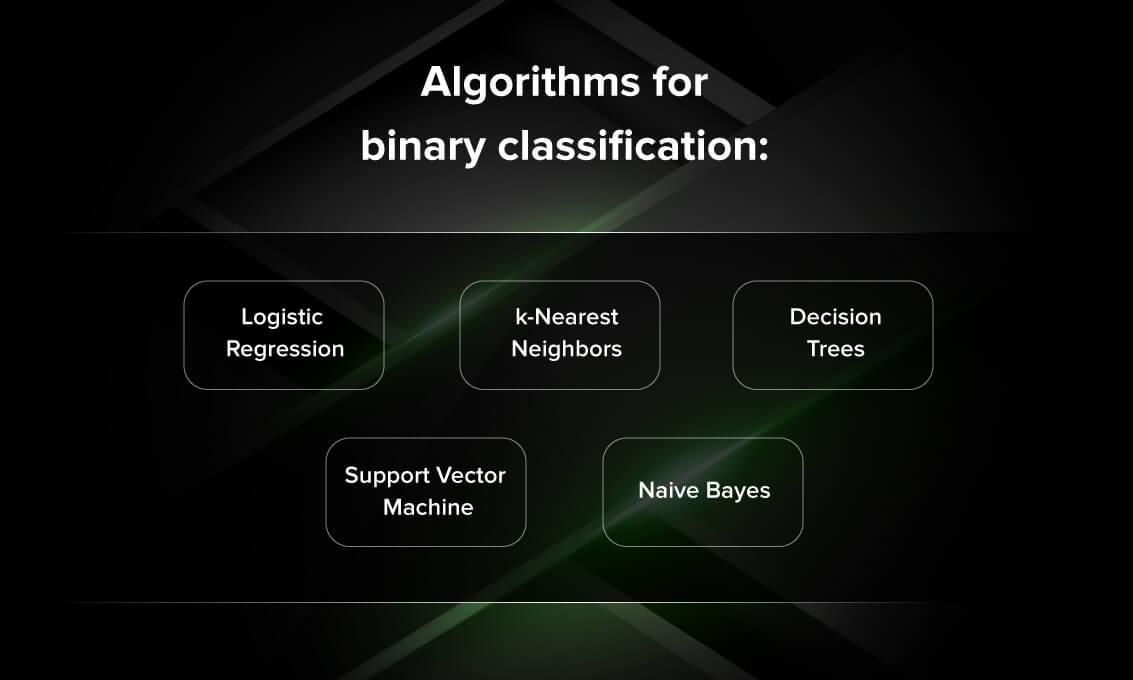 Algorithms for
binary classification:
Logistic
Regression
k-Nearest
Neighbors
Decision
Trees
Support Vector
Machine
Naive Bayes